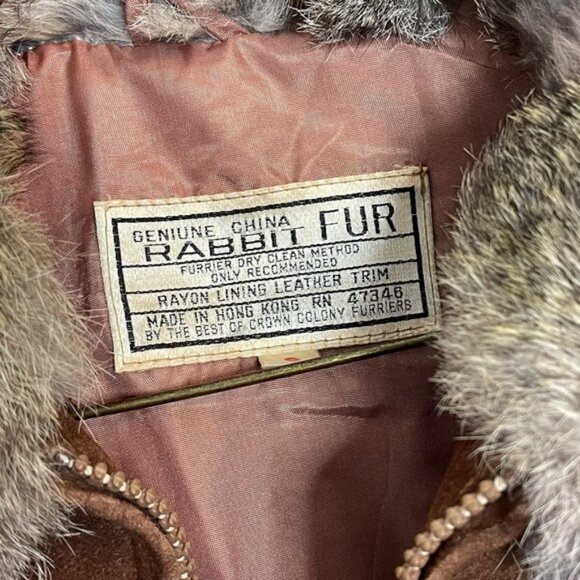 GENIUNE CHINA
RABBIT FUR
FURRIER DRY CLEAN METHOD
ONLY RECOMMENDED
RAYON LINING LEATHER TRIM
MADE IN HONG KONG RN 47346
BY THE BEST OF CROWN COLONY FURRIERS